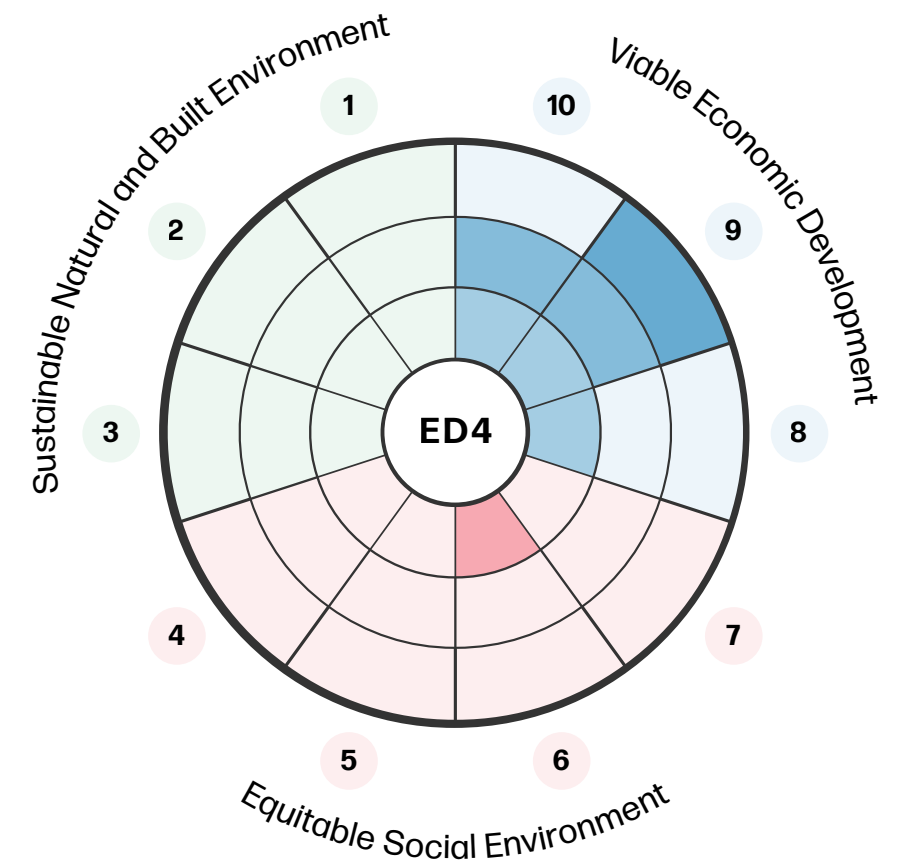 Sustainable Natural and Built Environment
Viable Economic Development
1
10
2
9
ED4
3
8
4
7
5
6
Equitable Social Environment